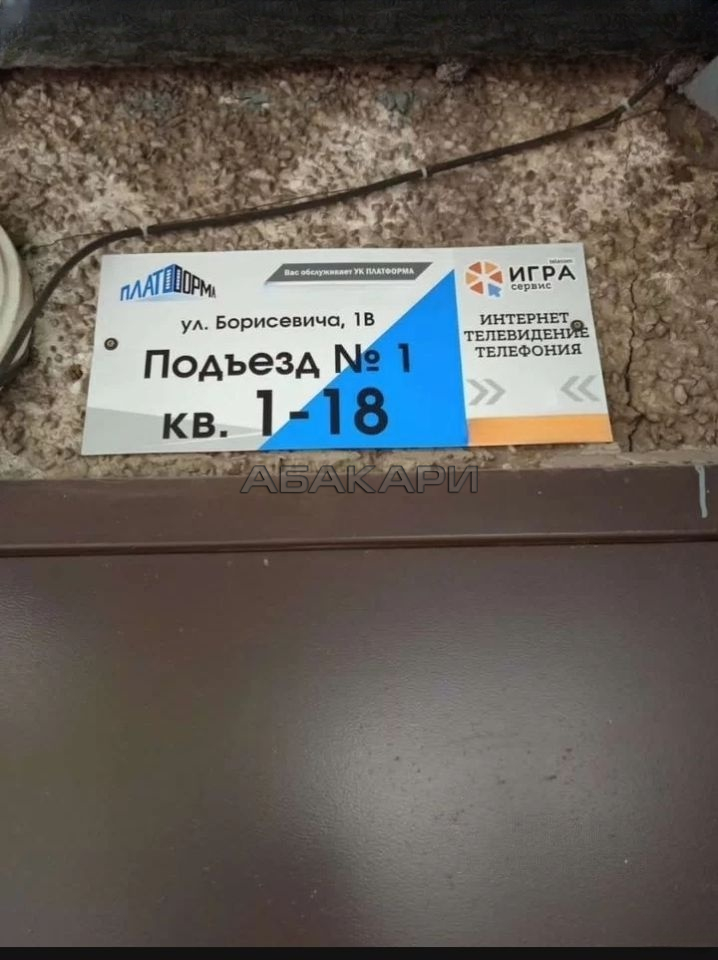 ПЛАТФОРМА
Вас обслуживает УК ПЛАТФОРМА
ул. Борисевича, 1В
Подъезд № 1
кв. 1-18
telecom
ИГРА
сервис
ИНТЕРНЕТ
ТЕЛЕВИДЕНИЕ
ТЕЛЕФОНИЯ
АБАКАРИ